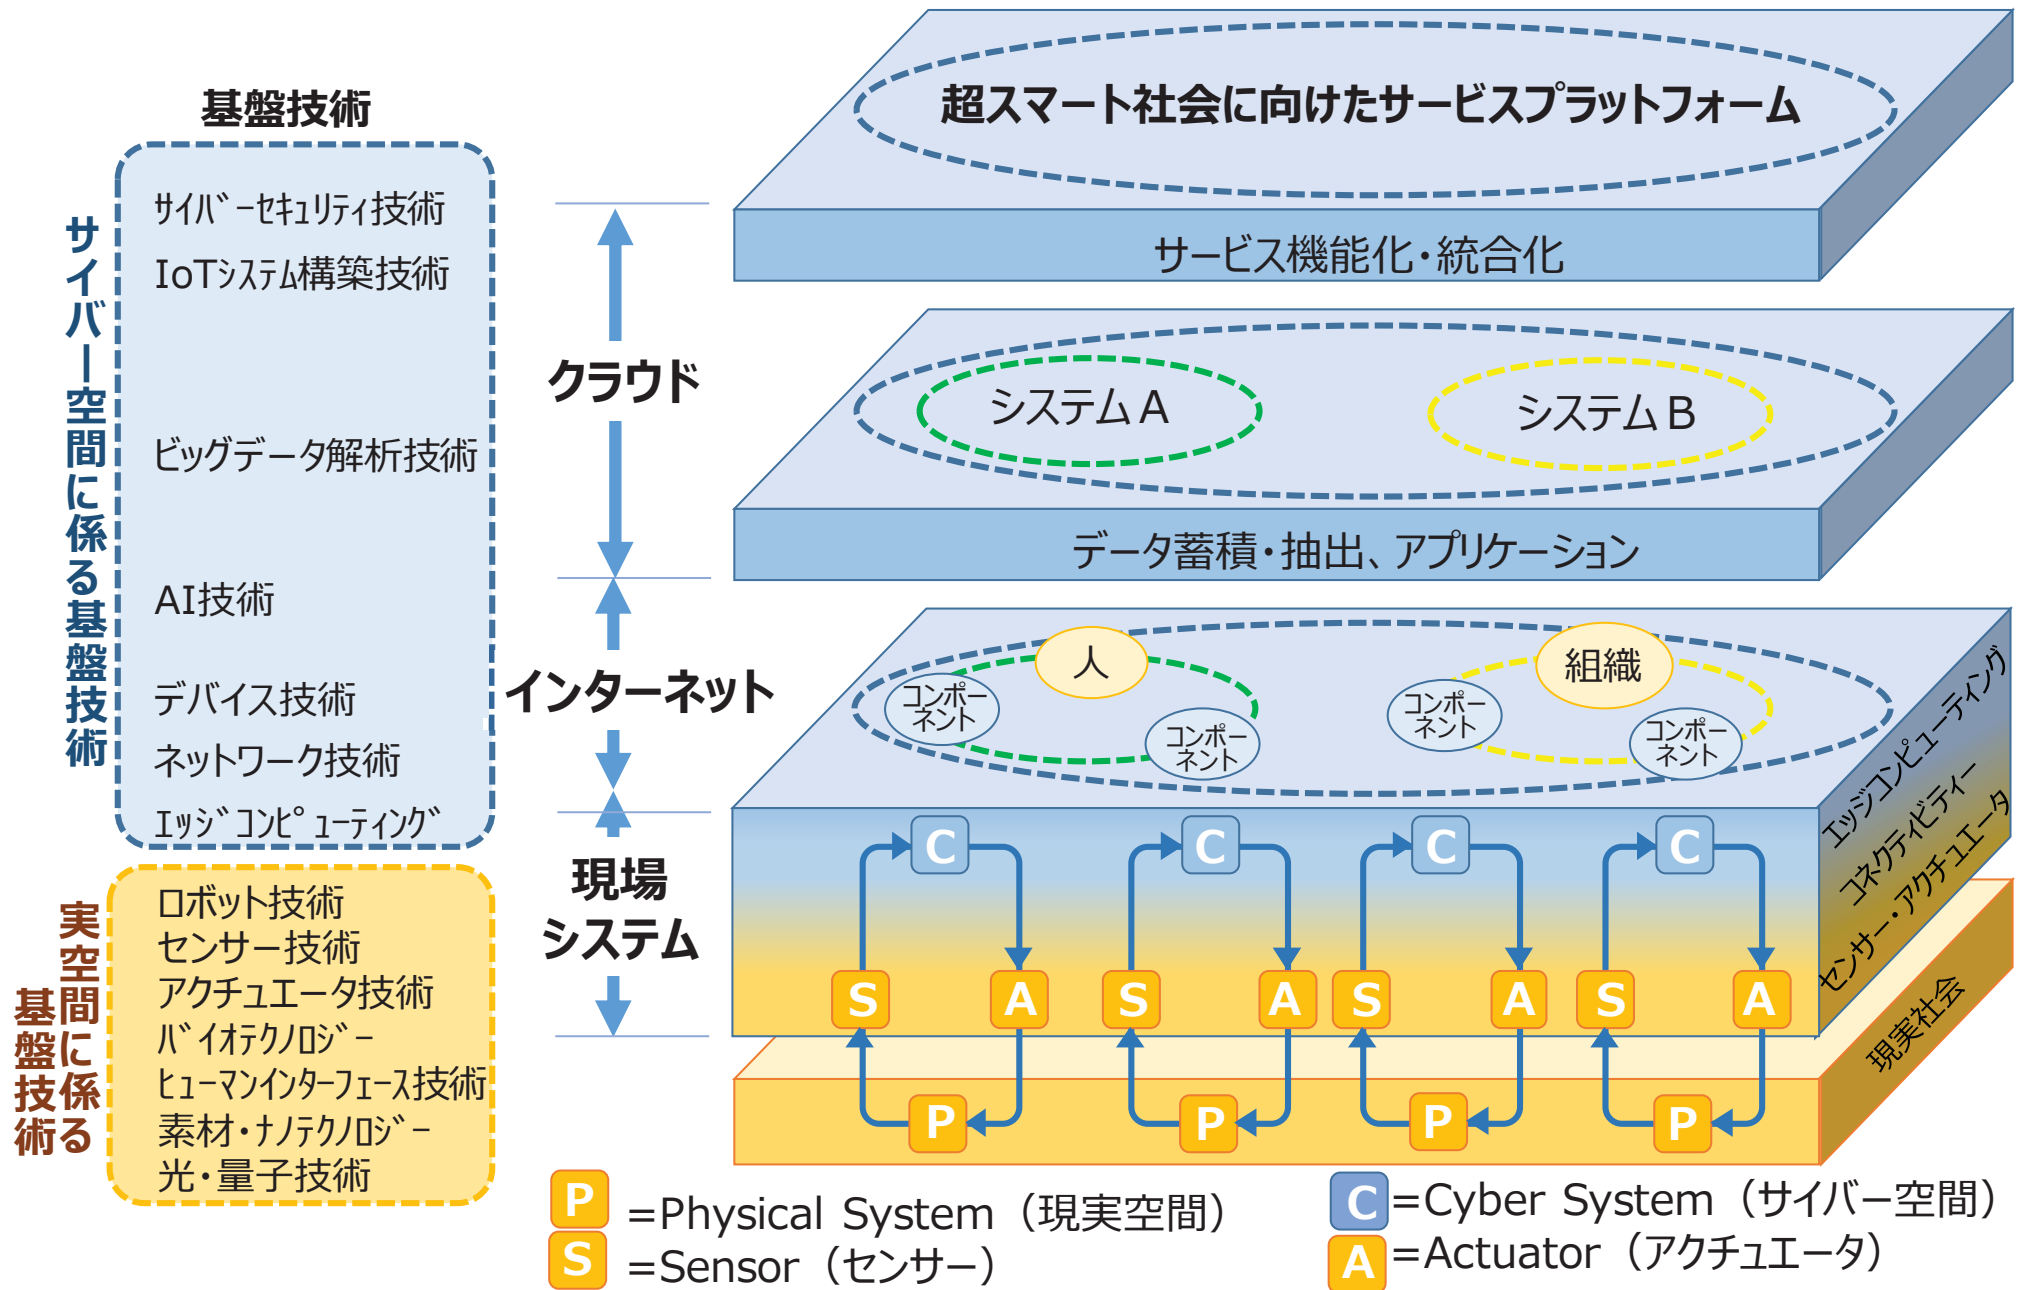 基盤技術
サイバー空間に係る基盤技術
サイバーセキュリティ技術
IoTシステム構築技術
ビッグデータ解析技術
AI技術
デバイス技術
ネットワーク技術
エッジコンピューティング
実空間に係る
基盤技術
ロボット技術
センサー技術
アクチュエータ技術
バイオテクノロジー
ヒューマンインターフェース技術
素材・ナノテクノロジー
光・量子技術
クラウド
インターネット
現場
システム
超スマート社会に向けたサービスプラットフォーム
サービス機能化・統合化
システムA
システムB
データ蓄積・抽出、アプリケーション
人
組織
コンポー
ネント
コンポー
ネント
コンポー
ネント
コンポー
ネント
エッジコンピューティング
コネクティビティー
センサー・アクチュエータ
現実社会
C C C C
S A S A S A S A
P P P P
P =Physical System（現実空間）
S =Sensor（センサー）
C =Cyber System（サイバー空間）
A =Actuator（アクチュエータ）